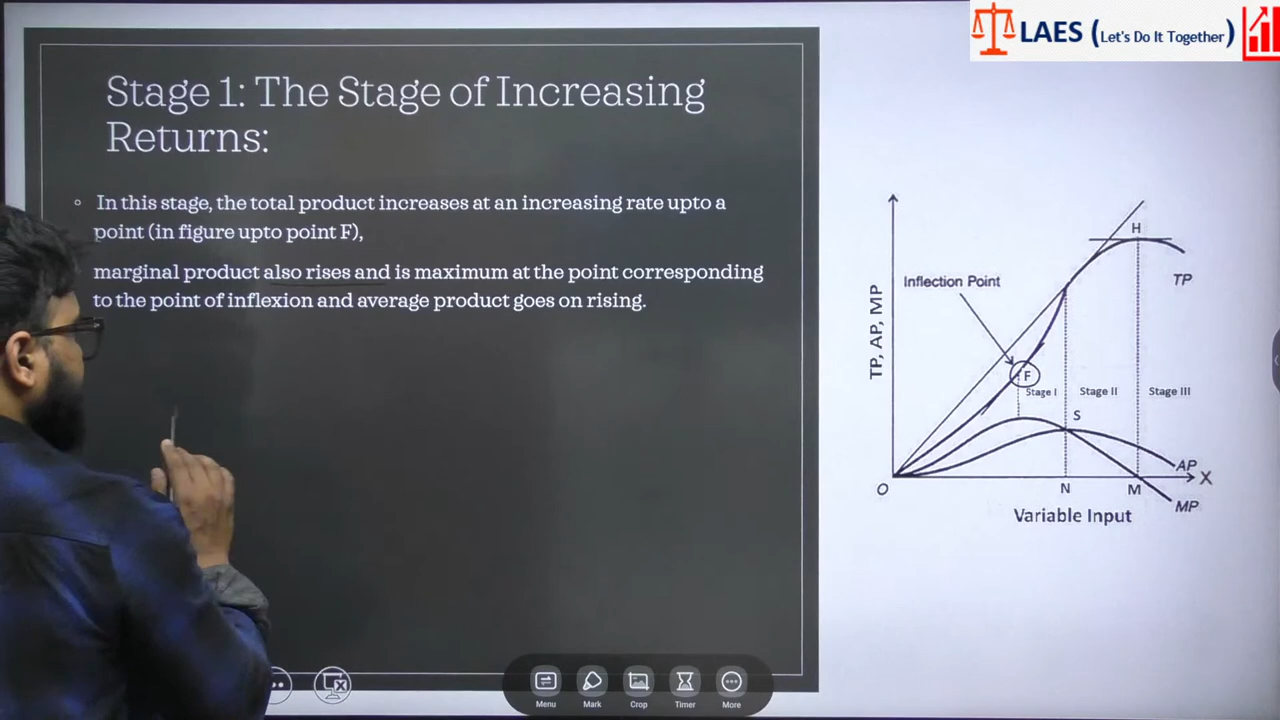 LAES (Let's Do It Together)
Stage 1: The Stage of Increasing
Returns:
In this stage, the total product increases at an increasing rate upto a
point (in figure upto point F),
marginal product also rises and is maximum at the point corresponding
to the point of inflexion and average product goes on rising.
H
Inflection Point
TP
TP, AP, MP
F
Stage I
Stage II
Stage III
S
AP
X
O
N
M
MP
Variable Input
Menu
Mark
Crop
Timer
More